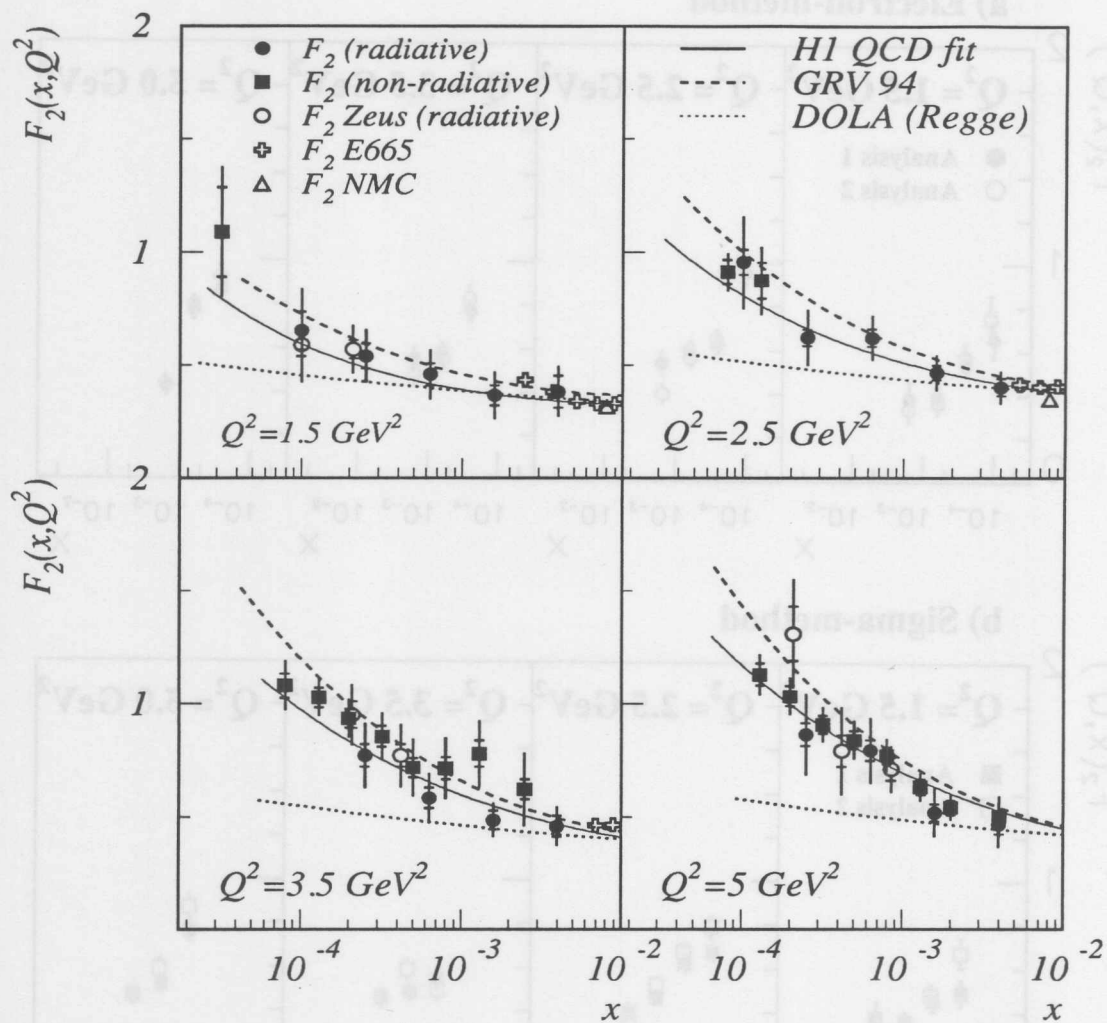 F₂(x,Q²)
2
1
F₂ (radiative)
F₂ (non-radiative)
F₂ Zeus (radiative)
F₂ E665
F₂ NMC
Q²=1.5 GeV²
H1 QCD fit
GRV 94
DOLA (Regge)
Q²=2.5 GeV²
F₂(x,Q²)
2
1
Q²=3.5 GeV²
Q²=5 GeV²
10⁻⁴ 10⁻³ 10⁻² 10⁻⁴ 10⁻³ 10⁻²
x x